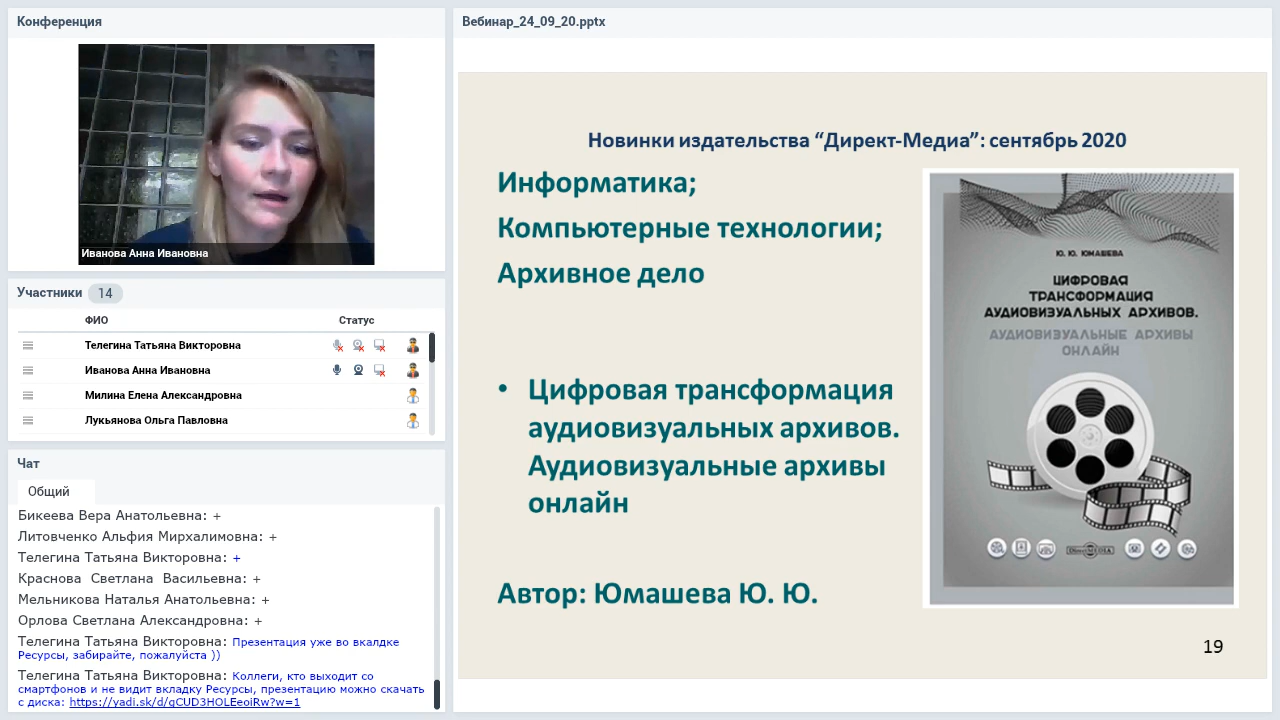 Конференция
Иванова Анна Ивановна
Участники 14
ФИО Статус
Телегина Татьяна Викторовна
Иванова Анна Ивановна
Милина Елена Александровна
Лукьянова Ольга Павловна
Чат
Общий
Бикеева Вера Анатольевна: +
Литовченко Альфия Мирхалимовна: +
Телегина Татьяна Викторовна: +
Краснова Светлана Васильевна: +
Мельникова Наталья Анатольевна: +
Орлова Светлана Александровна: +
Телегина Татьяна Викторовна: Презентация уже во вкалдке
Ресурсы, забирайте, пожалуйста ))
Телегина Татьяна Викторовна: Коллеги, кто выходит со
смартфонов и не видит вкладку Ресурсы, презентацию можно скачать
с диска: https://yadi.sk/d/gCUD3HOLEeoiRw?w=1
Вебинар_24_09_20.pptx
Новинки издательства “Директ-Медиа”: сентябрь 2020
Информатика;
Компьютерные технологии;
Архивное дело
• Цифровая трансформация
аудиовизуальных архивов.
Аудиовизуальные архивы
онлайн
Автор: Юмашева Ю. Ю.
Ю. Ю. ЮМАШЕВА
ЦИФРОВАЯ
ТРАНСФОРМАЦИЯ
АУДИОВИЗУАЛЬНЫХ АРХИВОВ.
АУДИОВИЗУАЛЬНЫЕ АРХИВЫ
ОНЛАЙН
DirectMEDIA
19